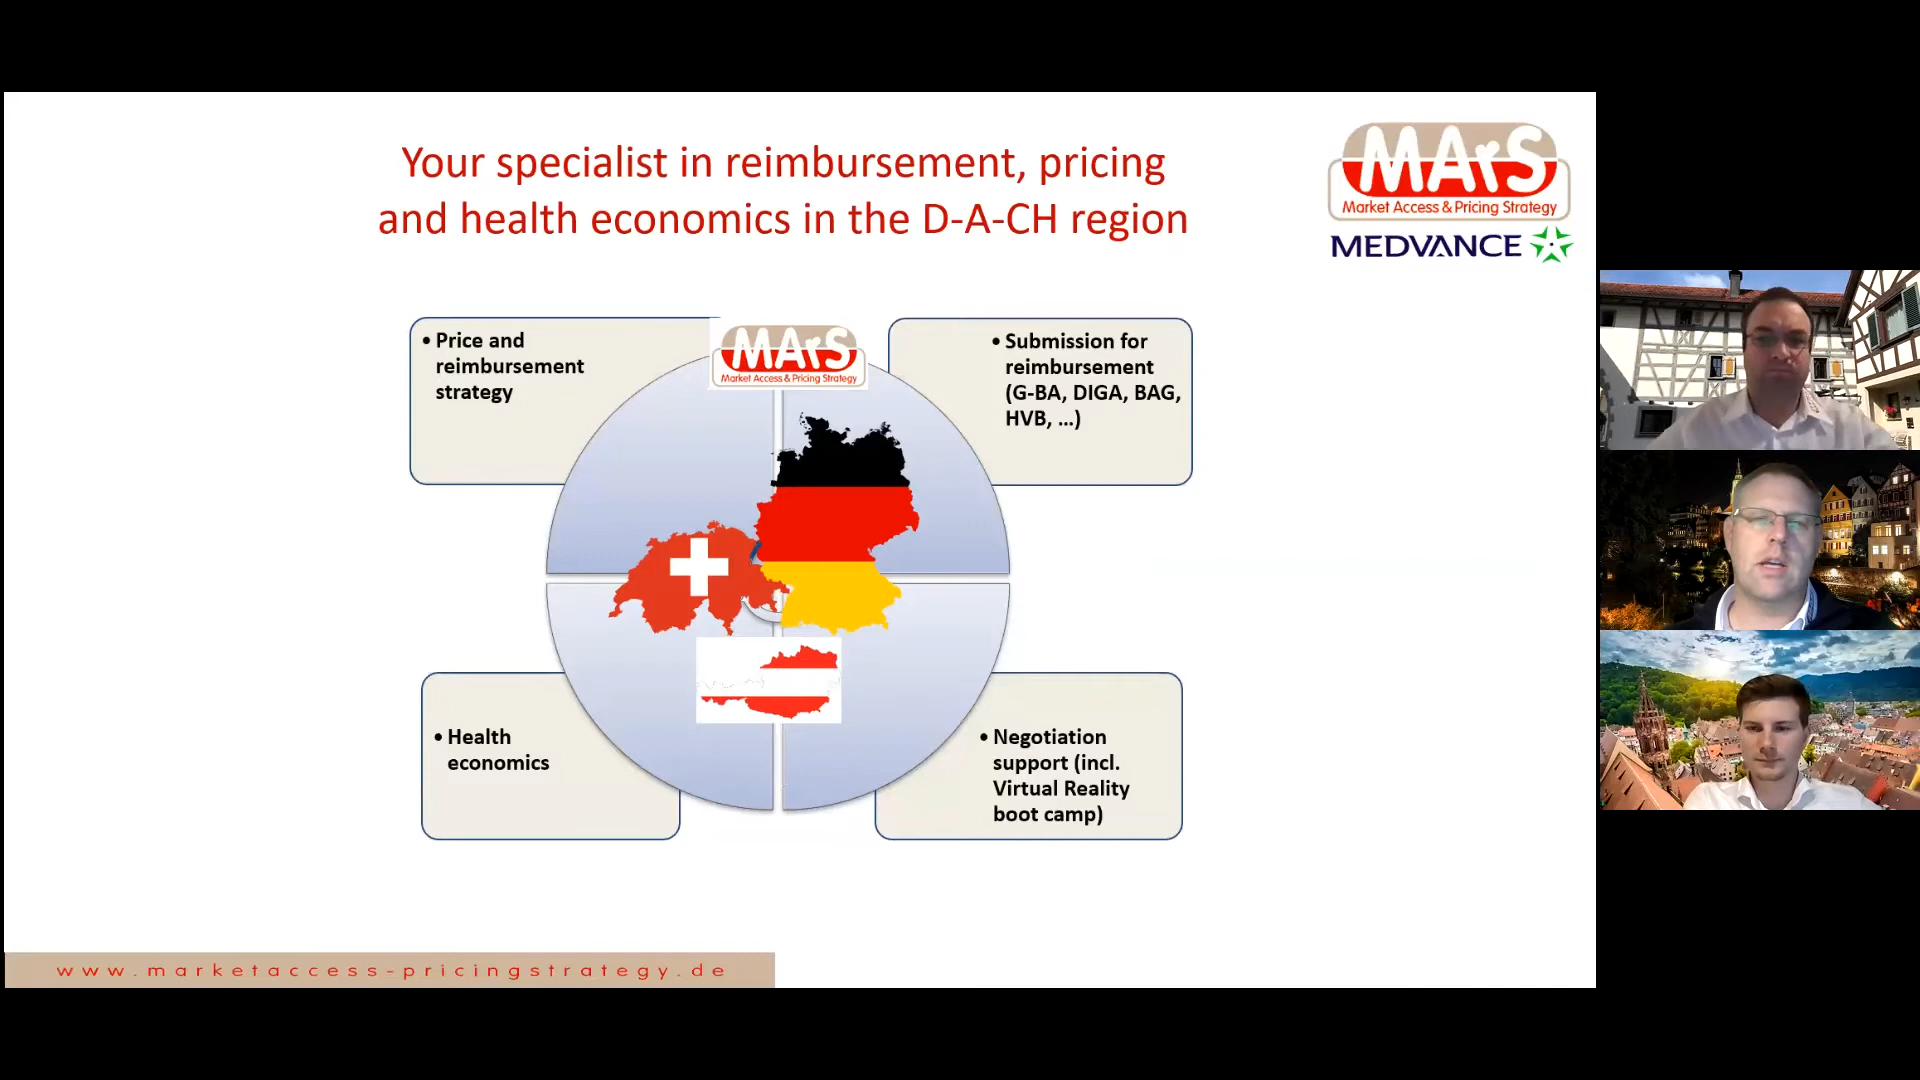 Your specialist in reimbursement, pricing
and health economics in the D-A-CH region
MArS
Market Access & Pricing Strategy
MEDVANCE
• Price and
reimbursement
strategy
MArS
Market Access & Pricing Strategy
• Submission for
reimbursement
(G-BA, DIGA, BAG,
HVB, ...)
• Health
economics
• Negotiation
support (incl.
Virtual Reality
boot camp)
www.marketaccess-pricingstrategy.de